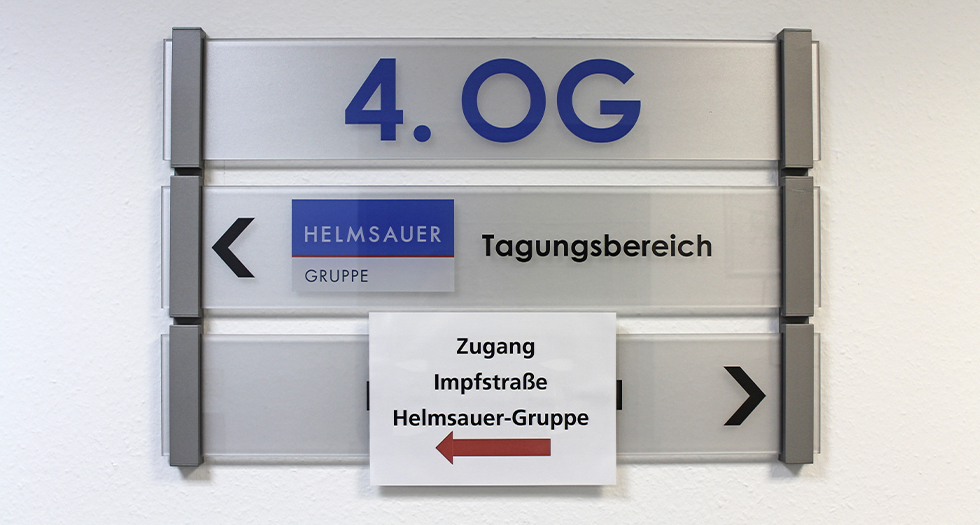 4. OG
HELMSAUER
GRUPPE
Tagungsbereich
Zugang
Impfstraße
Helmsauer-Gruppe